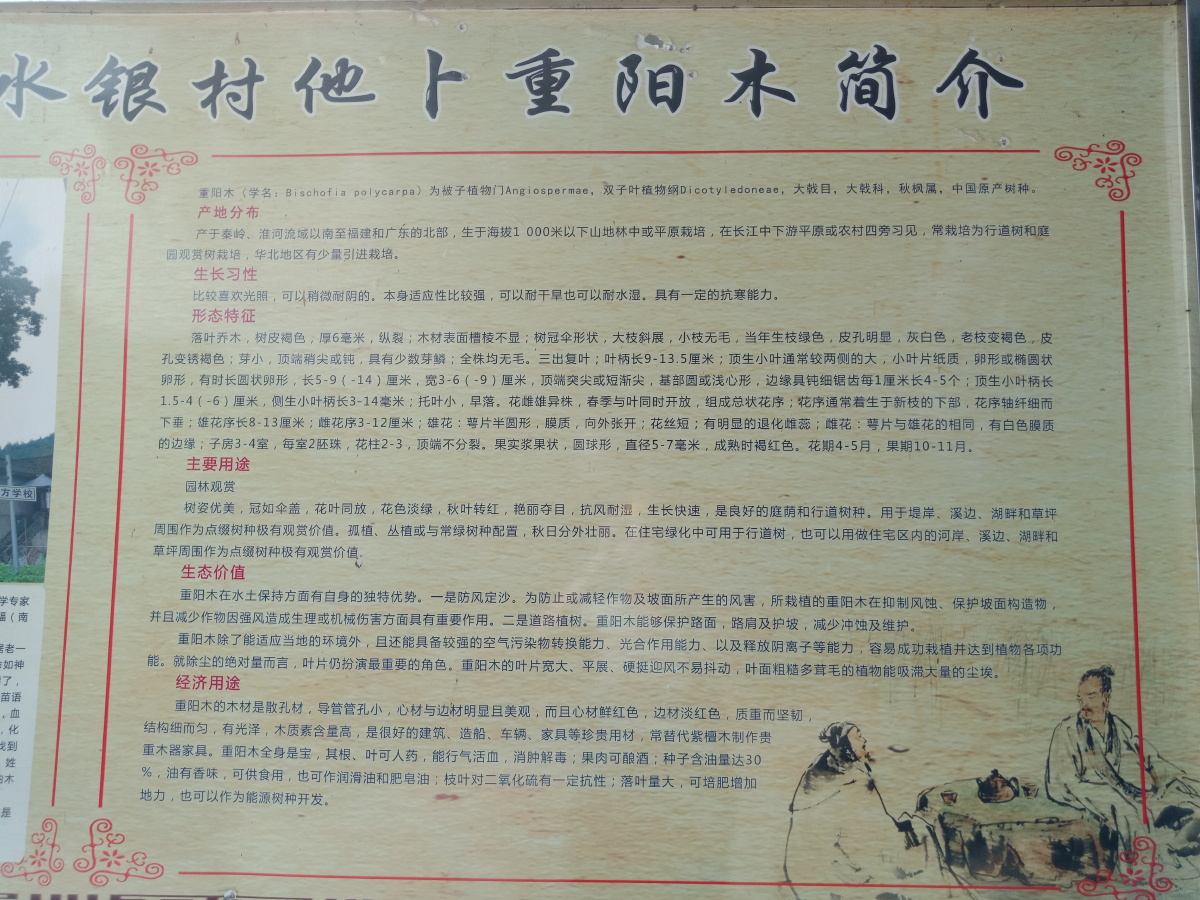 水银村他卜重阳木简介
重阳木（学名：Bischofia polycarpa）为被子植物门Angiospermae，双子叶植物纲Dicotyledoneae，大戟目，大戟科，秋枫属，中国原产树种。
产地分布
产于秦岭、淮河流域以南至福建和广东的北部，生于海拔1 000米以下山地林中或平原栽培，在长江中下游平原或农村四旁习见，常栽培为行道树和庭
园观赏树栽培，华北地区有少量引进栽培。
生长习性
比较喜欢光照，可以稍微耐阴的。本身适应性比较强，可以耐干旱也可以耐水湿。具有一定的抗寒能力。
形态特征
落叶乔木，树皮褐色，厚6毫米，纵裂；木材表面槽棱不显；树冠伞形状，大枝斜展，小枝无毛，当年生枝绿色，皮孔明显，灰白色，老枝变褐色，皮
孔变锈褐色；芽小，顶端稍尖或钝，具有少数芽鳞；全株均无毛。三出复叶；叶柄长9-13.5厘米；顶生小叶通常较两侧的大，小叶片纸质，卵形或椭圆状
卵形，有时长圆状卵形，长5-9（-14）厘米，宽3-6（-9）厘米，顶端突尖或短渐尖，基部圆或浅心形，边缘具钝细锯齿每1厘米长4-5个；顶生小叶柄长
1.5-4（-6）厘米，侧生小叶柄长3-14毫米；托叶小，早落。花雌雄异株，春季与叶同时开放，组成总状花序；花序通常着生于新枝的下部，花序轴纤细而
下垂；雄花序长8-13厘米；雌花序3-12厘米；雄花：萼片半圆形，膜质，向外张开；花丝短；有明显的退化雌蕊；雌花：萼片与雄花的相同，有白色膜质
的边缘；子房3-4室，每室2胚珠，花柱2-3，顶端不分裂。果实浆果状，圆球形，直径5-7毫米，成熟时褐红色。花期4-5月，果期10-11月。
主要用途
园林观赏
树姿优美，冠如伞盖，花叶同放，花色淡绿，秋叶转红，艳丽夺目，抗风耐湿，生长快速，是良好的庭荫和行道树种。用于堤岸、溪边、湖畔和草坪
周围作为点缀树种极有观赏价值。孤植、丛植或与常绿树种配置，秋日分外壮丽。在住宅绿化中可用于行道树，也可以用做住宅区内的河岸、溪边、湖畔和
草坪周围作为点缀树种极有观赏价值。
生态价值
重阳木在水土保持方面有自身的独特优势。一是防风定沙。为防止或减轻作物及坡面所产生的风害，所栽植的重阳木在抑制风蚀、保护坡面构造物，
并且减少作物因强风造成生理或机械伤害方面具有重要作用。二是道路植树。重阳木能够保护路面，路肩及护坡，减少冲蚀及维护。
重阳木除了能适应当地的环境外，且还能具备较强的空气污染物转换能力、光合作用能力、以及释放阴离子等能力，容易成功栽植并达到植物各项功
能。就除尘的绝对量而言，叶片仍扮演最重要的角色。重阳木的叶片宽大、平展、硬挺迎风不易抖动，叶面粗糙多茸毛的植物能吸滞大量的尘埃。
经济用途
重阳木的木材是散孔材，导管管孔小，心材与边材明显且美观，而且心材鲜红色，边材淡红色，质重而坚韧，
结构细而匀，有光泽，木质素含量高，是很好的建筑、造船、车辆、家具等珍贵用材，常替代紫檀木制作贵
重木器家具。重阳木全身是宝，其根、叶可人药，能行气活血，消肿解毒；果肉可酿酒；种子含油量达30
%，油有香味，可供食用，也可作润滑油和肥皂油；枝叶对二氧化硫有一定抗性；落叶量大，可培肥增加
地力，也可以作为能源树种开发。
方学校
学专家
福（南
居老一
如神
了，
苗语
，血
，化
找到
姓
木
是